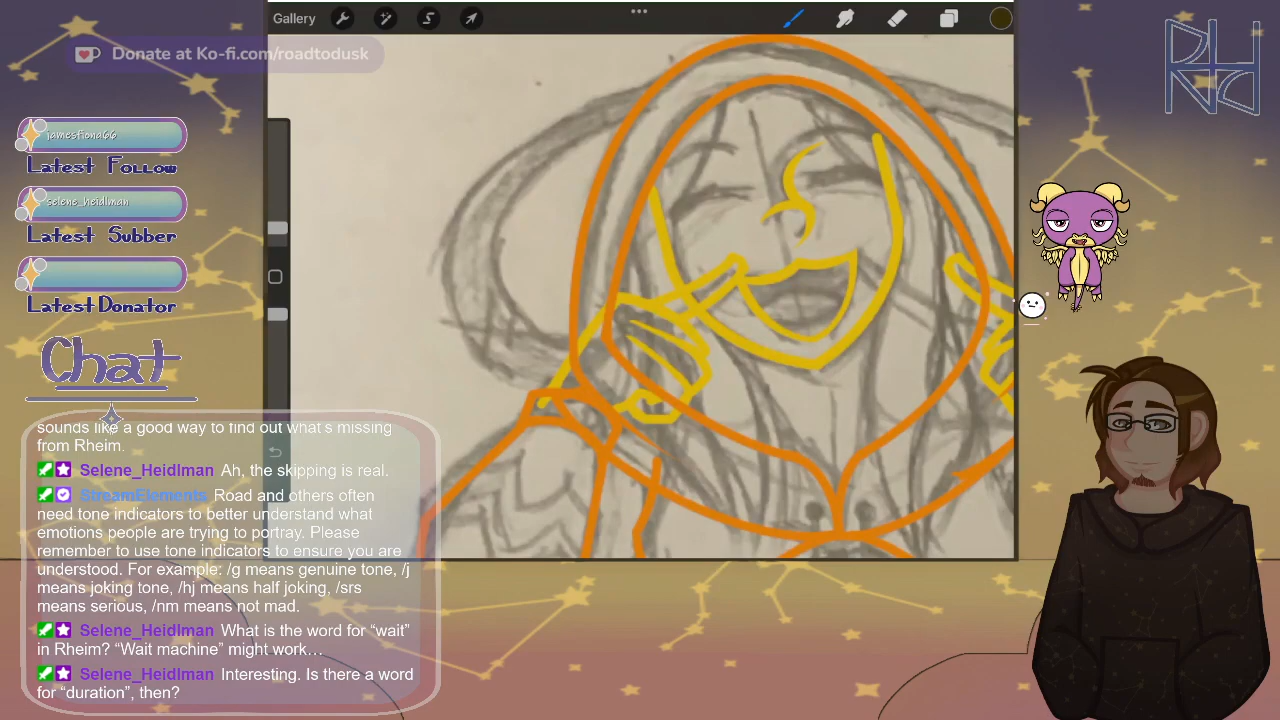 Gallery
Donate at Ko-fi.com/roadtodusk
jamesfiona66
Latest Follow
selene_heidlman
Latest Subber
Latest Donator
Chat
sounds like a good way to find out what's missing
from Rheim.
Selene_Heidlman Ah, the skipping is real.
StreamElements Road and others often
need tone indicators to better understand what
emotions people are trying to portray. Please
remember to use tone indicators to ensure you are
understood. For example: /g means genuine tone, /j
means joking tone, /hj means half joking, /srs
means serious, /nm means not mad.
Selene_Heidlman What is the word for “wait”
in Rheim? “Wait machine” might work…
Selene_Heidlman Interesting. Is there a word
for “duration”, then?